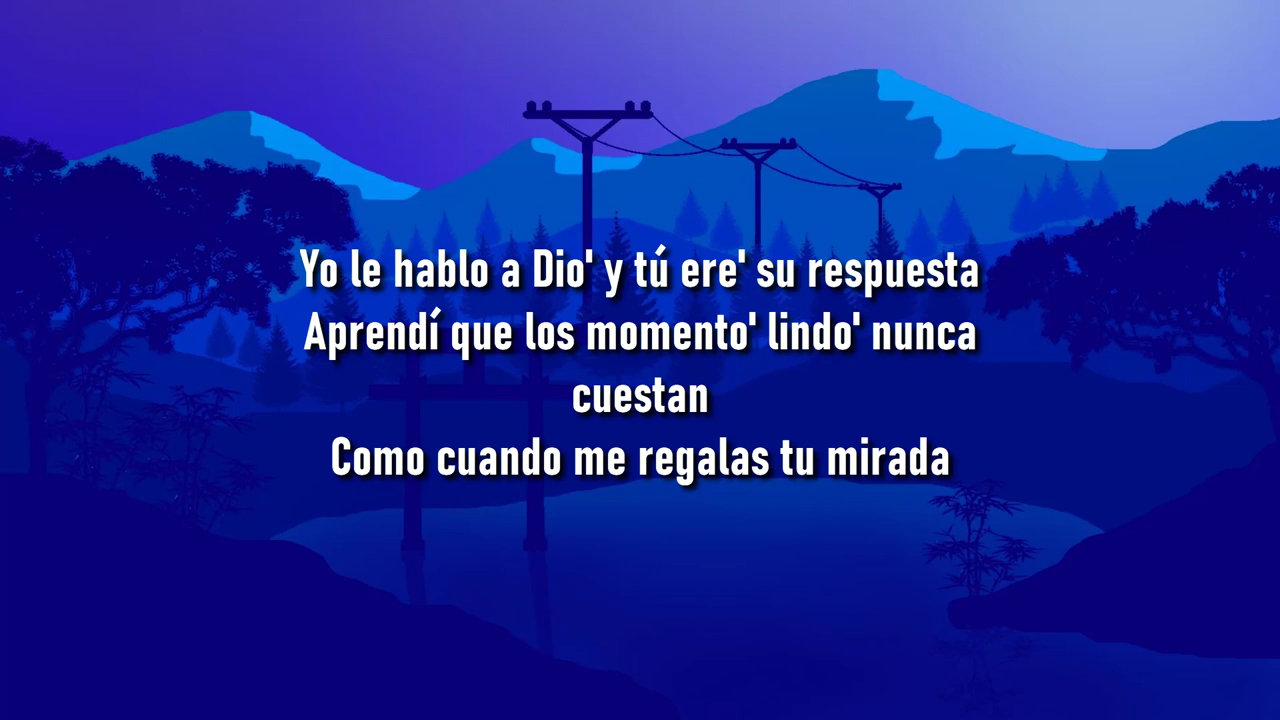 Yo le hablo a Dio' y tú ere' su respuesta
Aprendí que los momento' lindo' nunca
cuestan
Como cuando me regalas tu mirada